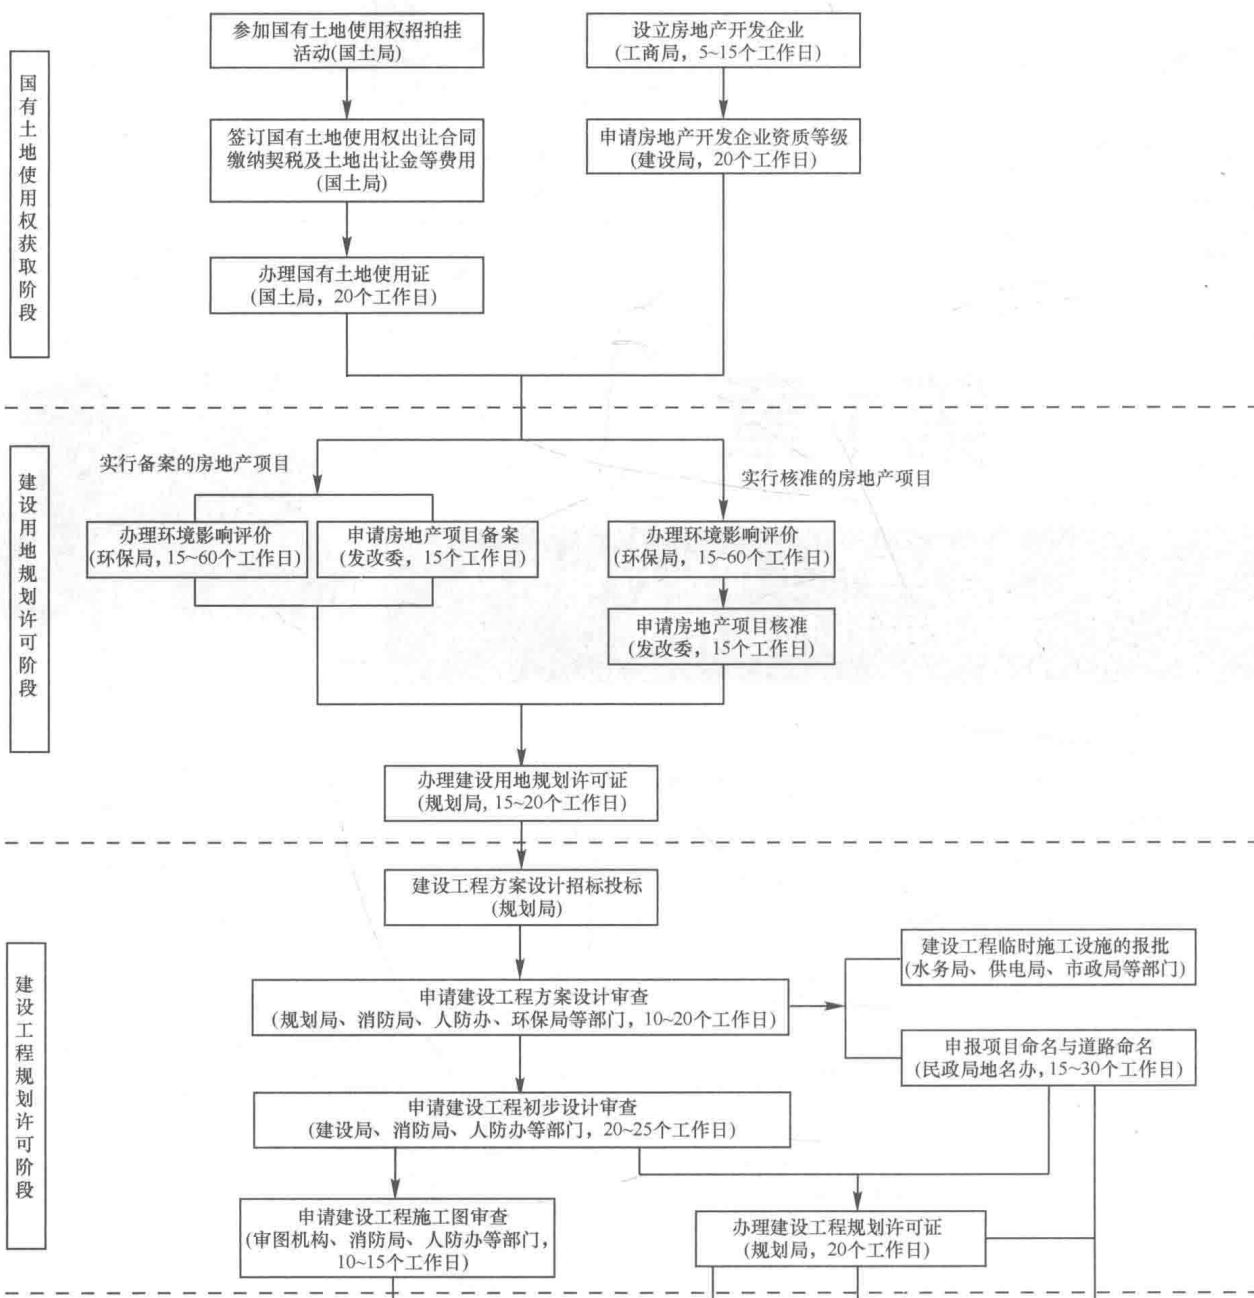 国有土地使用权获取阶段
参加国有土地使用权招拍挂
活动(国土局)
设立房地产开发企业
(工商局，5~15个工作日)
签订国有土地使用权出让合同
缴纳契税及土地出让金等费用
(国土局)
申请房地产开发企业资质等级
(建设局，20个工作日)
办理国有土地使用证
(国土局，20个工作日)
建设用地规划许可阶段
实行备案的房地产项目
实行核准的房地产项目
办理环境影响评价
(环保局，15~60个工作日)
申请房地产项目备案
(发改委，15个工作日)
办理环境影响评价
(环保局，15~60个工作日)
申请房地产项目核准
(发改委，15个工作日)
办理建设用地规划许可证
(规划局, 15~20个工作日)
建设工程规划许可阶段
建设工程方案设计招标投标
(规划局)
申请建设工程方案设计审查
(规划局、消防局、人防办、环保局等部门，10~20个工作日)
建设工程临时施工设施的报批
(水务局、供电局、市政局等部门)
申报项目命名与道路命名
(民政局地名办, 15~30个工作日)
申请建设工程初步设计审查
(建设局、消防局、人防办等部门，20~25个工作日)
申请建设工程施工图审查
(审图机构、消防局、人防办等部门，
10~15个工作日)
办理建设工程规划许可证
(规划局，20个工作日)